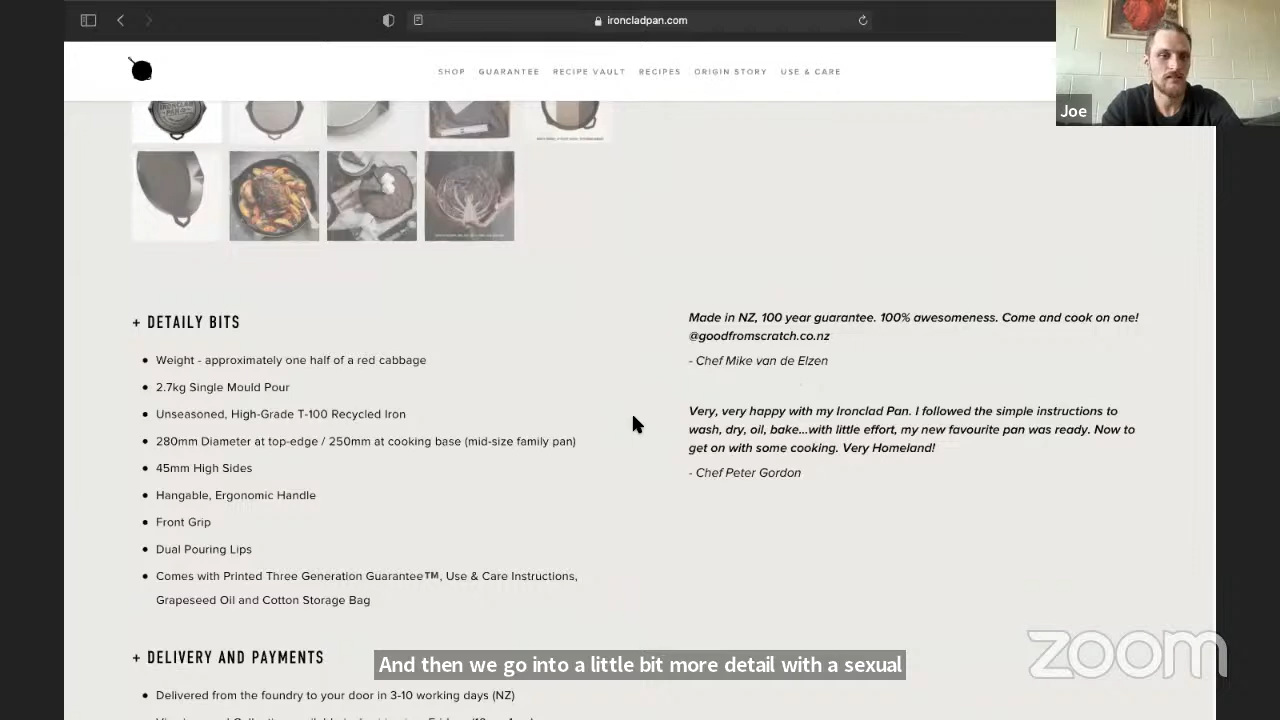 ironcladpan.com
SHOP GUARANTEE RECIPE VAULT RECIPES ORIGIN STORY USE & CARE
Joe
IRONCLAD
+ DETAILY BITS
• Weight - approximately one half of a red cabbage
• 2.7kg Single Mould Pour
• Unseasoned, High-Grade T-100 Recycled Iron
• 280mm Diameter at top-edge / 250mm at cooking base (mid-size family pan)
• 45mm High Sides
• Hangable, Ergonomic Handle
• Front Grip
• Dual Pouring Lips
• Comes with Printed Three Generation Guarantee™, Use & Care Instructions,
Grapeseed Oil and Cotton Storage Bag
Made in NZ, 100 year guarantee. 100% awesomeness. Come and cook on one!
@goodfromscratch.co.nz
- Chef Mike van de Elzen
Very, very happy with my Ironclad Pan. I followed the simple instructions to
wash, dry, oil, bake...with little effort, my new favourite pan was ready. Now to
get on with some cooking. Very Homeland!
- Chef Peter Gordon
+ DELIVERY AND PAYMENTS
• Delivered from the foundry to your door in 3-10 working days (NZ)
And then we go into a little bit more detail with a sexual
zoom